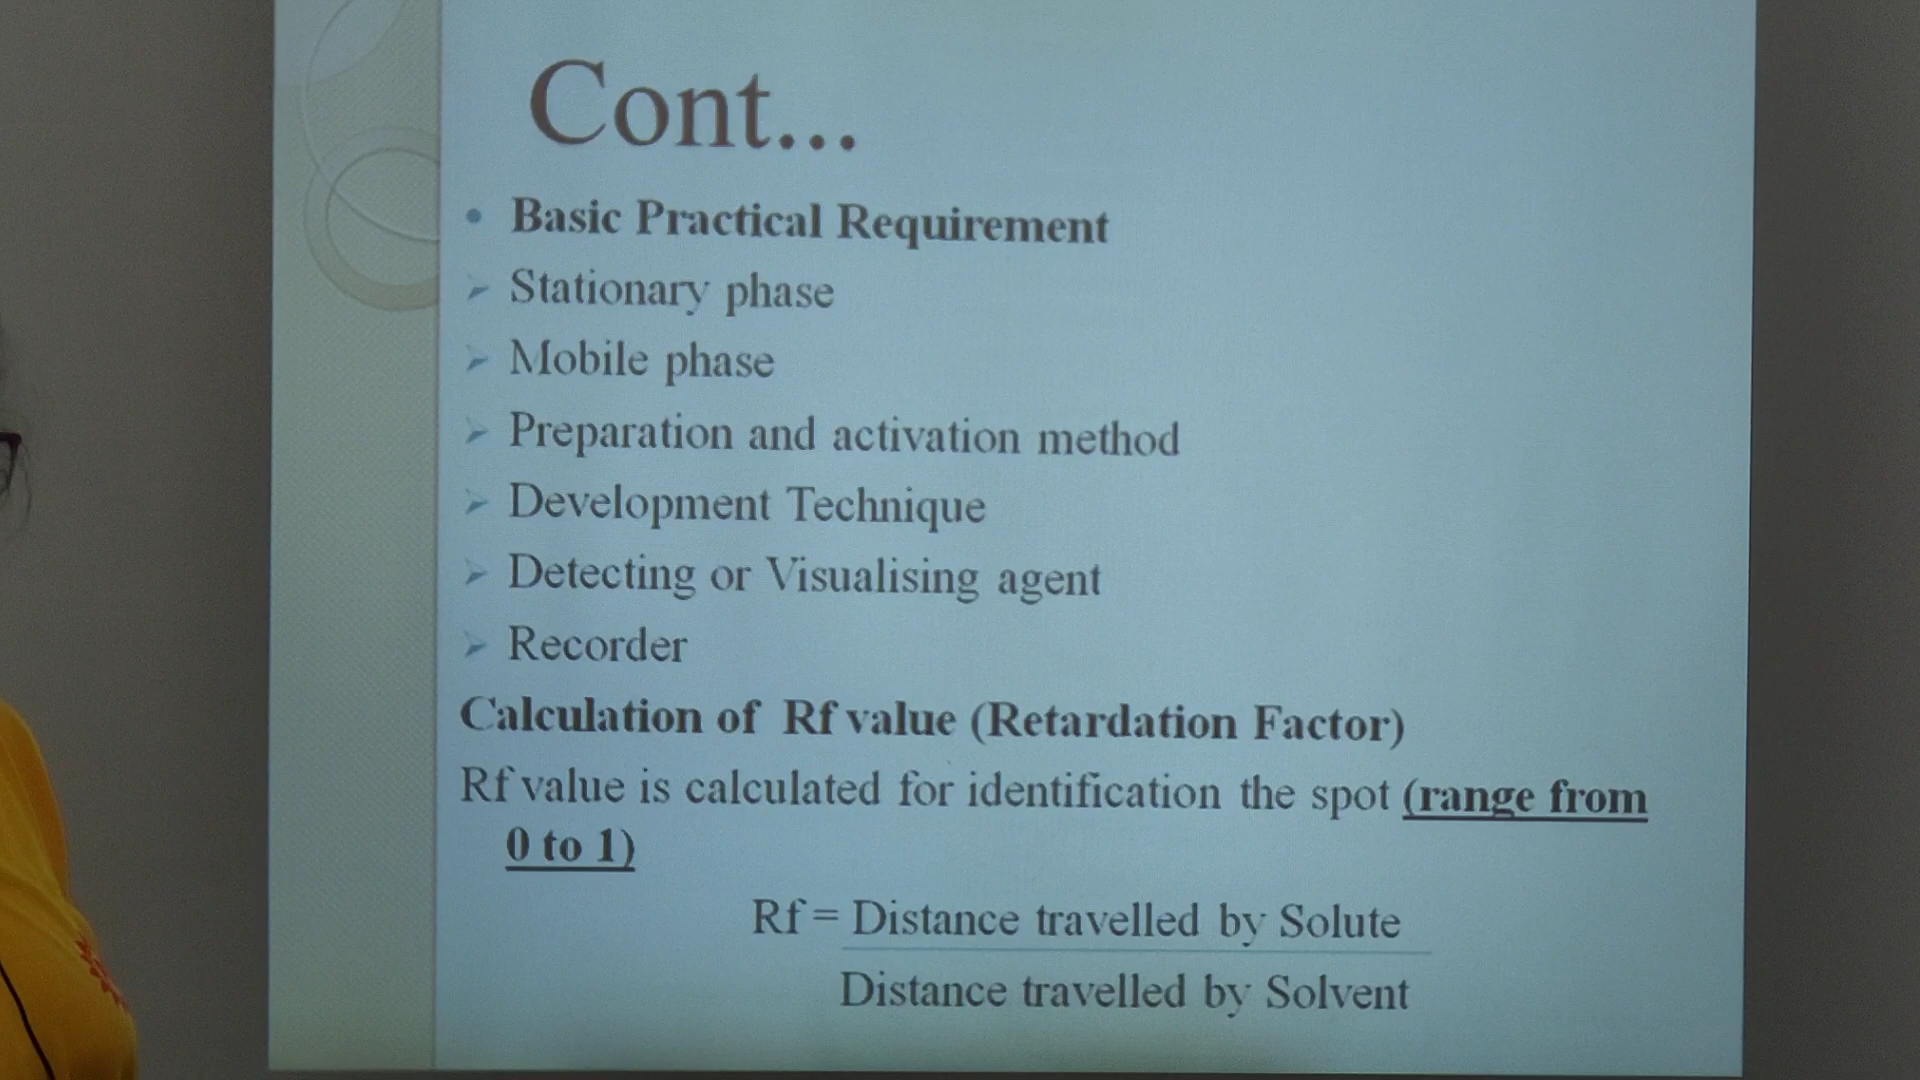 Cont...
• Basic Practical Requirement
➢ Stationary phase
➢ Mobile phase
➢ Preparation and activation method
➢ Development Technique
➢ Detecting or Visualising agent
➢ Recorder
Calculation of Rf value (Retardation Factor)
Rf value is calculated for identification the spot (range from
0 to 1)
Rf = Distance travelled by Solute
Distance travelled by Solvent